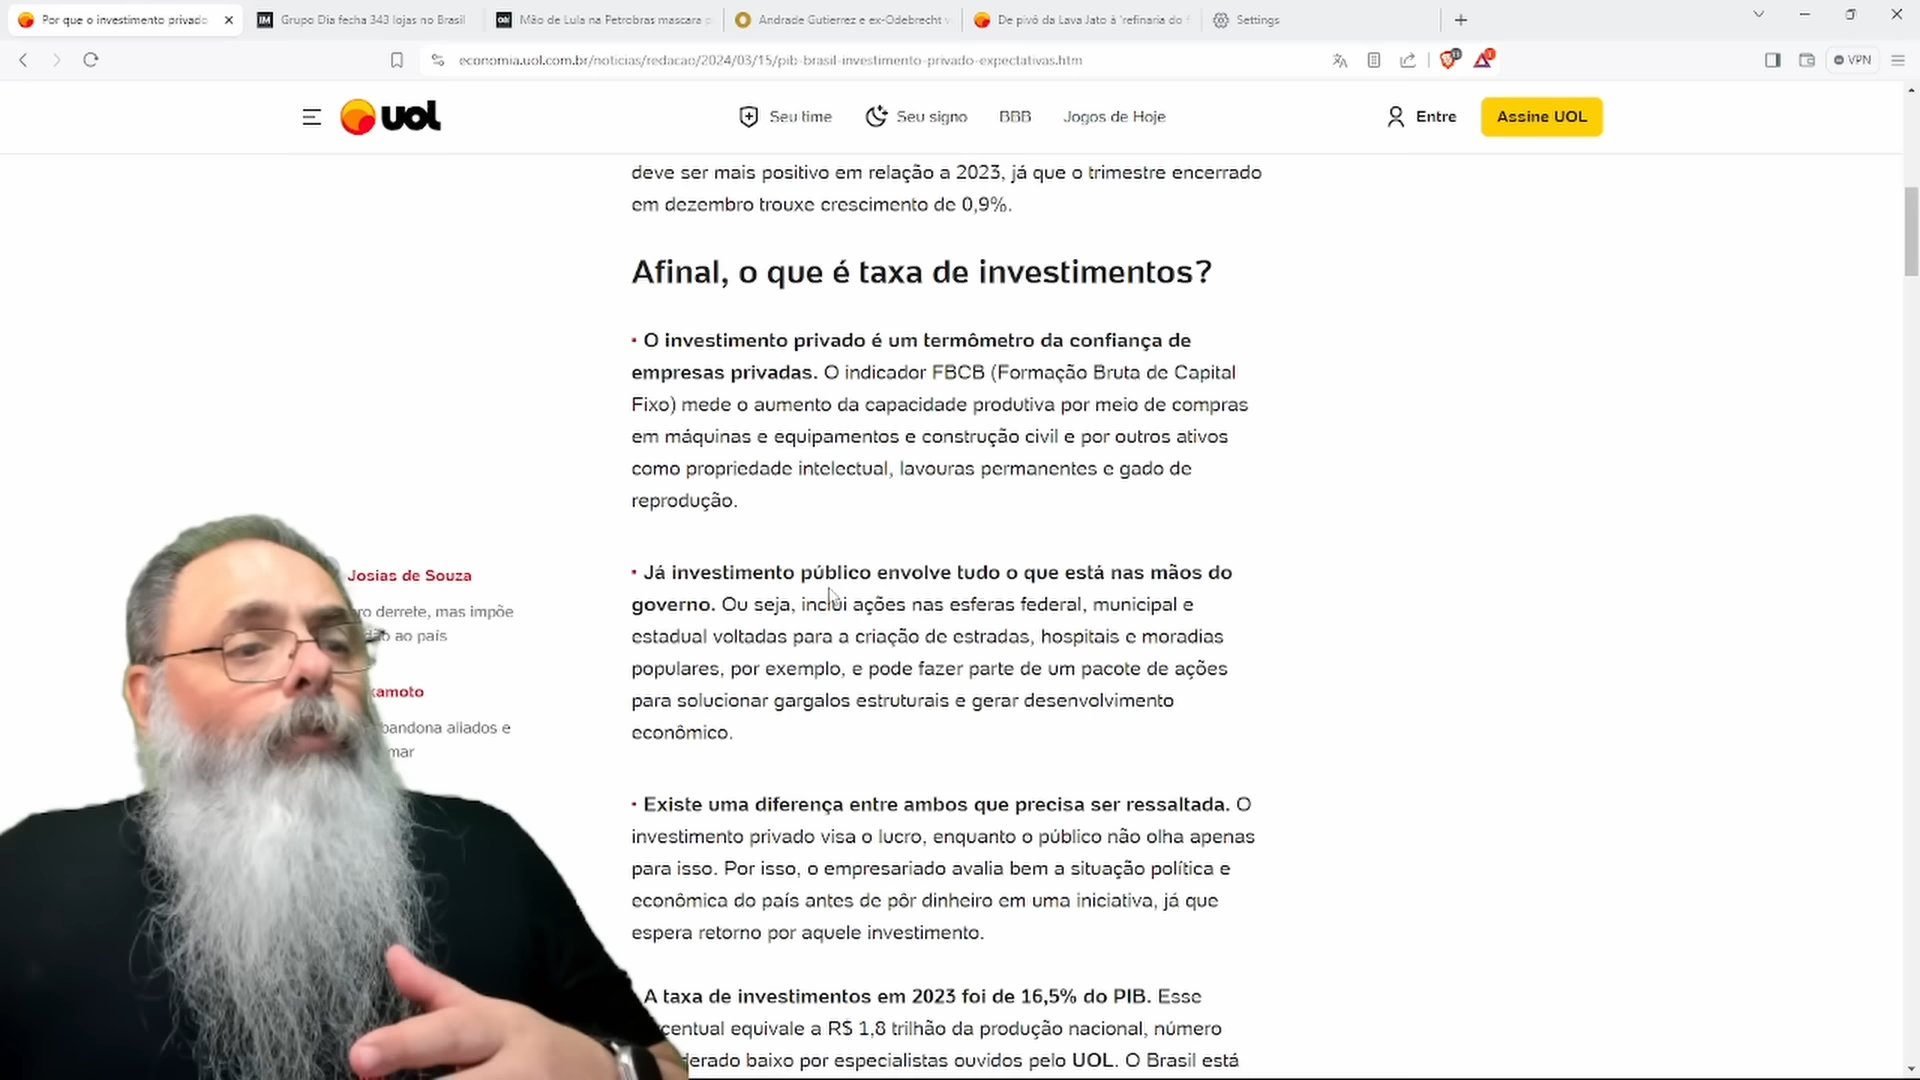 Por que o investimento privado
Grupo Dia fecha 343 lojas no Brasil
Mão de Lula na Petrobras mascara
Andrade Gutierrez e ex-Odebrecht
De pivô da Lava Jato à 'refinaria do
Settings
economia.uol.com.br/noticias/redacao/2024/03/15/pib-brasil-investimento-privado-expectativas.htm
VPN
uol
Seu time
Seu signo
BBB
Jogos de Hoje
Entre
Assine UOL
deve ser mais positivo em relação a 2023, já que o trimestre encerrado
em dezembro trouxe crescimento de 0,9%.
Afinal, o que é taxa de investimentos?
· O investimento privado é um termômetro da confiança de
empresas privadas. O indicador FBCB (Formação Bruta de Capital
Fixo) mede o aumento da capacidade produtiva por meio de compras
em máquinas e equipamentos e construção civil e por outros ativos
como propriedade intelectual, lavouras permanentes e gado de
reprodução.
· Já investimento público envolve tudo o que está nas mãos do
governo. Ou seja, inclui ações nas esferas federal, municipal e
estadual voltadas para a criação de estradas, hospitais e moradias
populares, por exemplo, e pode fazer parte de um pacote de ações
para solucionar gargalos estruturais e gerar desenvolvimento
econômico.
· Existe uma diferença entre ambos que precisa ser ressaltada. O
investimento privado visa o lucro, enquanto o público não olha apenas
para isso. Por isso, o empresariado avalia bem a situação política e
econômica do país antes de pôr dinheiro em uma iniciativa, já que
espera retorno por aquele investimento.
A taxa de investimentos em 2023 foi de 16,5% do PIB. Esse
centual equivale a R$ 1,8 trilhão da produção nacional, número
derado baixo por especialistas ouvidos pelo UOL. O Brasil está
Josias de Souza
ro derrete, mas impõe
ao país
kamoto
bandona aliados e
mar